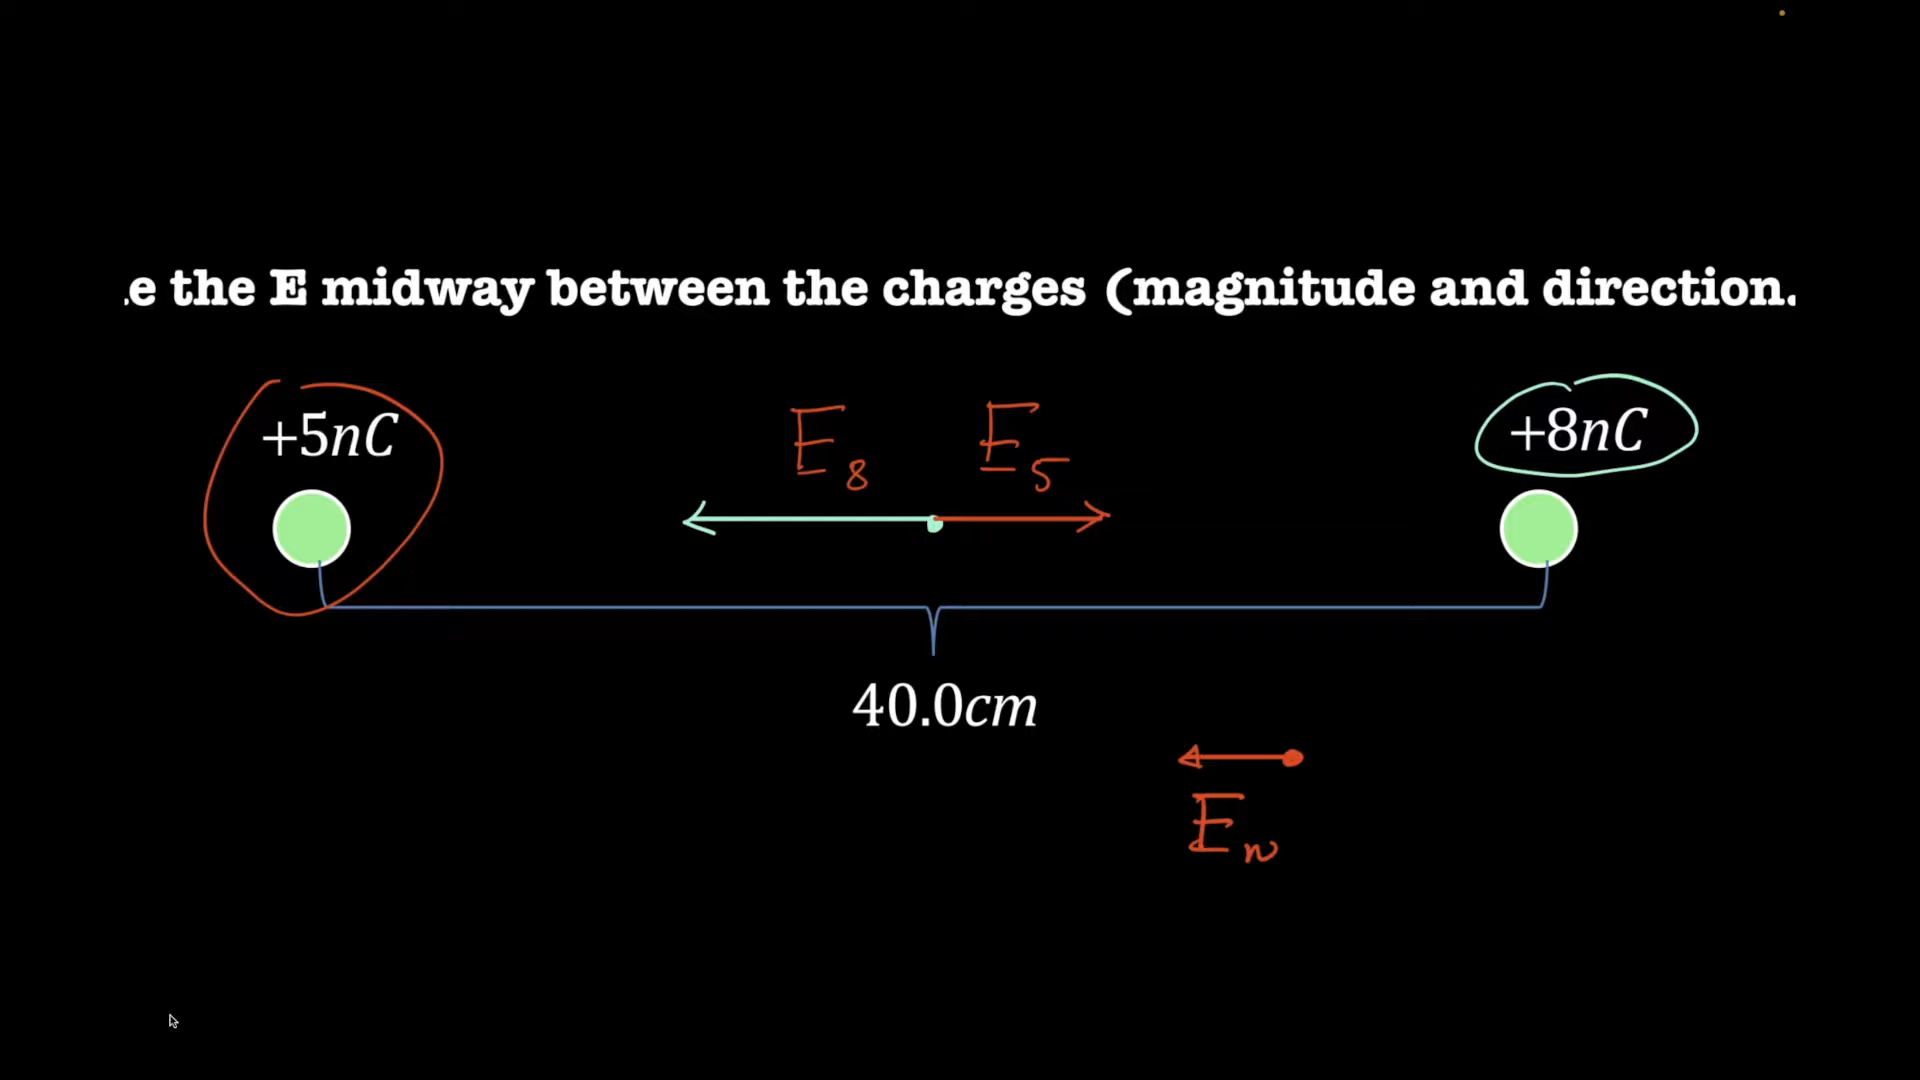 .e the E midway between the charges (magnitude and direction.
+5nC
E8
E5
+8nC
40.0cm
En